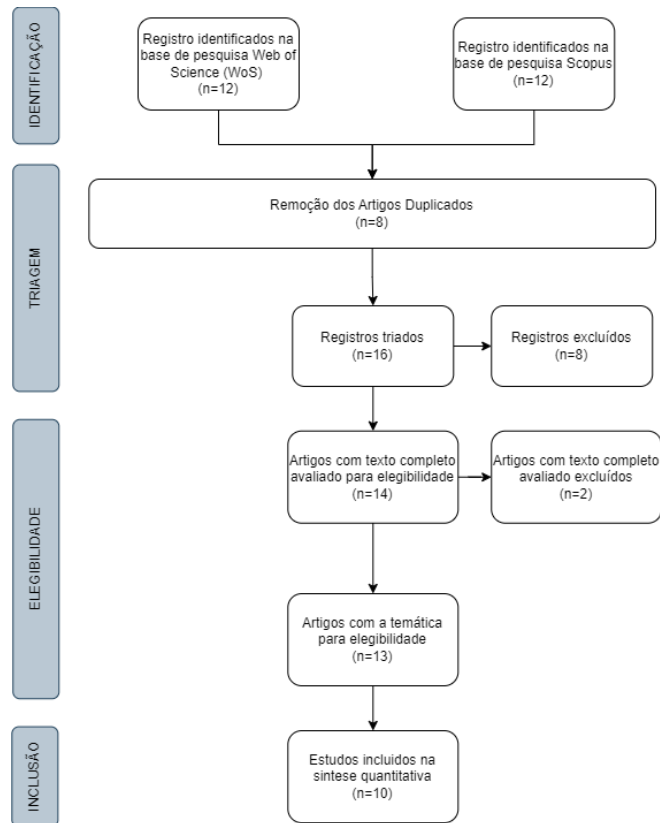 IDENTIFICAÇÃO
Registro identificados na
base de pesquisa Web of
Science (WoS)
(n=12)
Registro identificados na
base de pesquisa Scopus
(n=12)
TRIAGEM
Remoção dos Artigos Duplicados
(n=8)
Registros triados
(n=16)
Registros excluídos
(n=8)
ELEGIBILIDADE
Artigos com texto completo
avaliado para elegibilidade
(n=14)
Artigos com texto completo
avaliado excluídos
(n=2)
Artigos com a temática
para elegibilidade
(n=13)
INCLUSÃO
Estudos incluidos na
sintese quantitativa
(n=10)